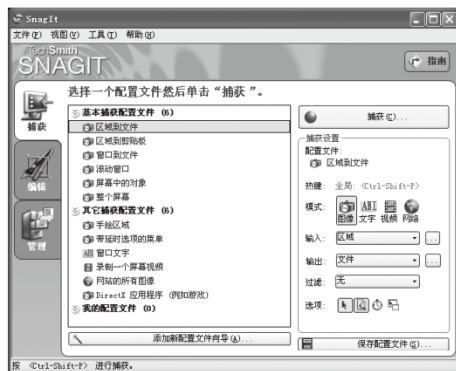 SnagIt
文件(F) 视图(V) 工具(T) 帮助(H)
TechSmith
SNAGIT
指南
选择一个配置文件然后单击“捕获”。
捕获
编辑
管理
基本捕获配置文件 (6)
区域到文件
区域到剪贴板
窗口到文件
滚动窗口
屏幕中的对象
整个屏幕
其它捕获配置文件 (6)
手绘区域
带延时选项的菜单
窗口文字
录制一个屏幕视频
网站的所有图像
DirectX 应用程序 (例如游戏)
我的配置文件 (0)
添加新配置文件向导(A)...
捕获(C)...
捕获设置
配置文件:
区域到文件
热键: 全局: <Ctrl-Shift-P>
模式:
图像 文字 视频 网络
输入: 区域 ...
输出: 文件 ...
过滤: 无
选项:
保存配置文件(S)...
按 <Ctrl-Shift-P> 进行捕获。